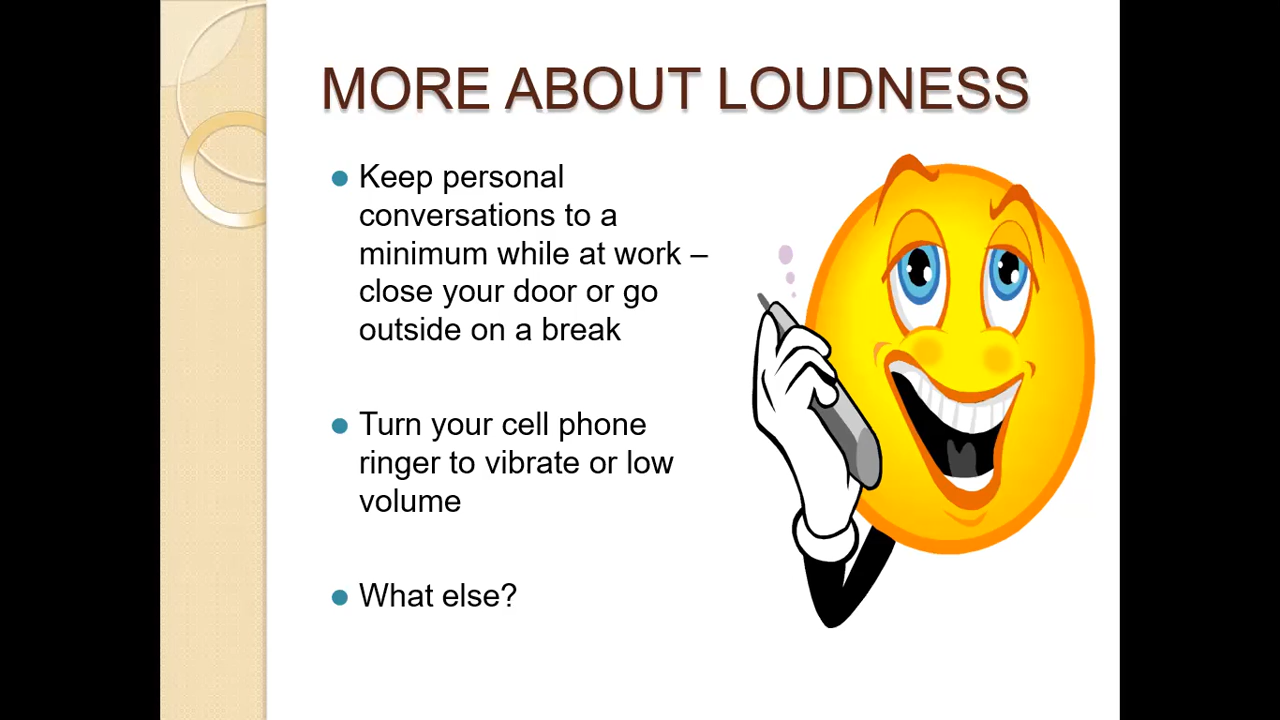 MORE ABOUT LOUDNESS
Keep personal
conversations to a
minimum while at work –
close your door or go
outside on a break
Turn your cell phone
ringer to vibrate or low
volume
What else?